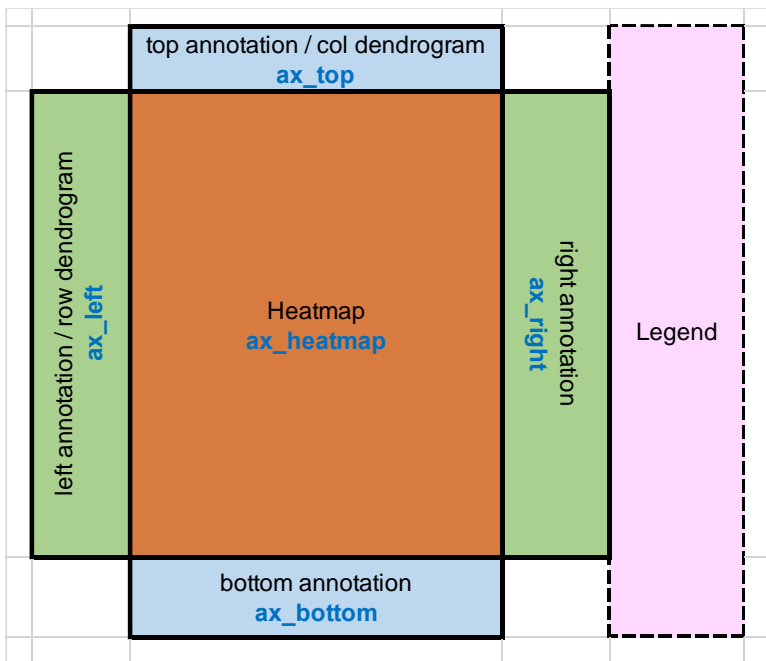 top annotation / col dendrogram
ax_top
left annotation / row dendrogram
ax_left
Heatmap
ax_heatmap
right annotation
ax_right
Legend
bottom annotation
ax_bottom